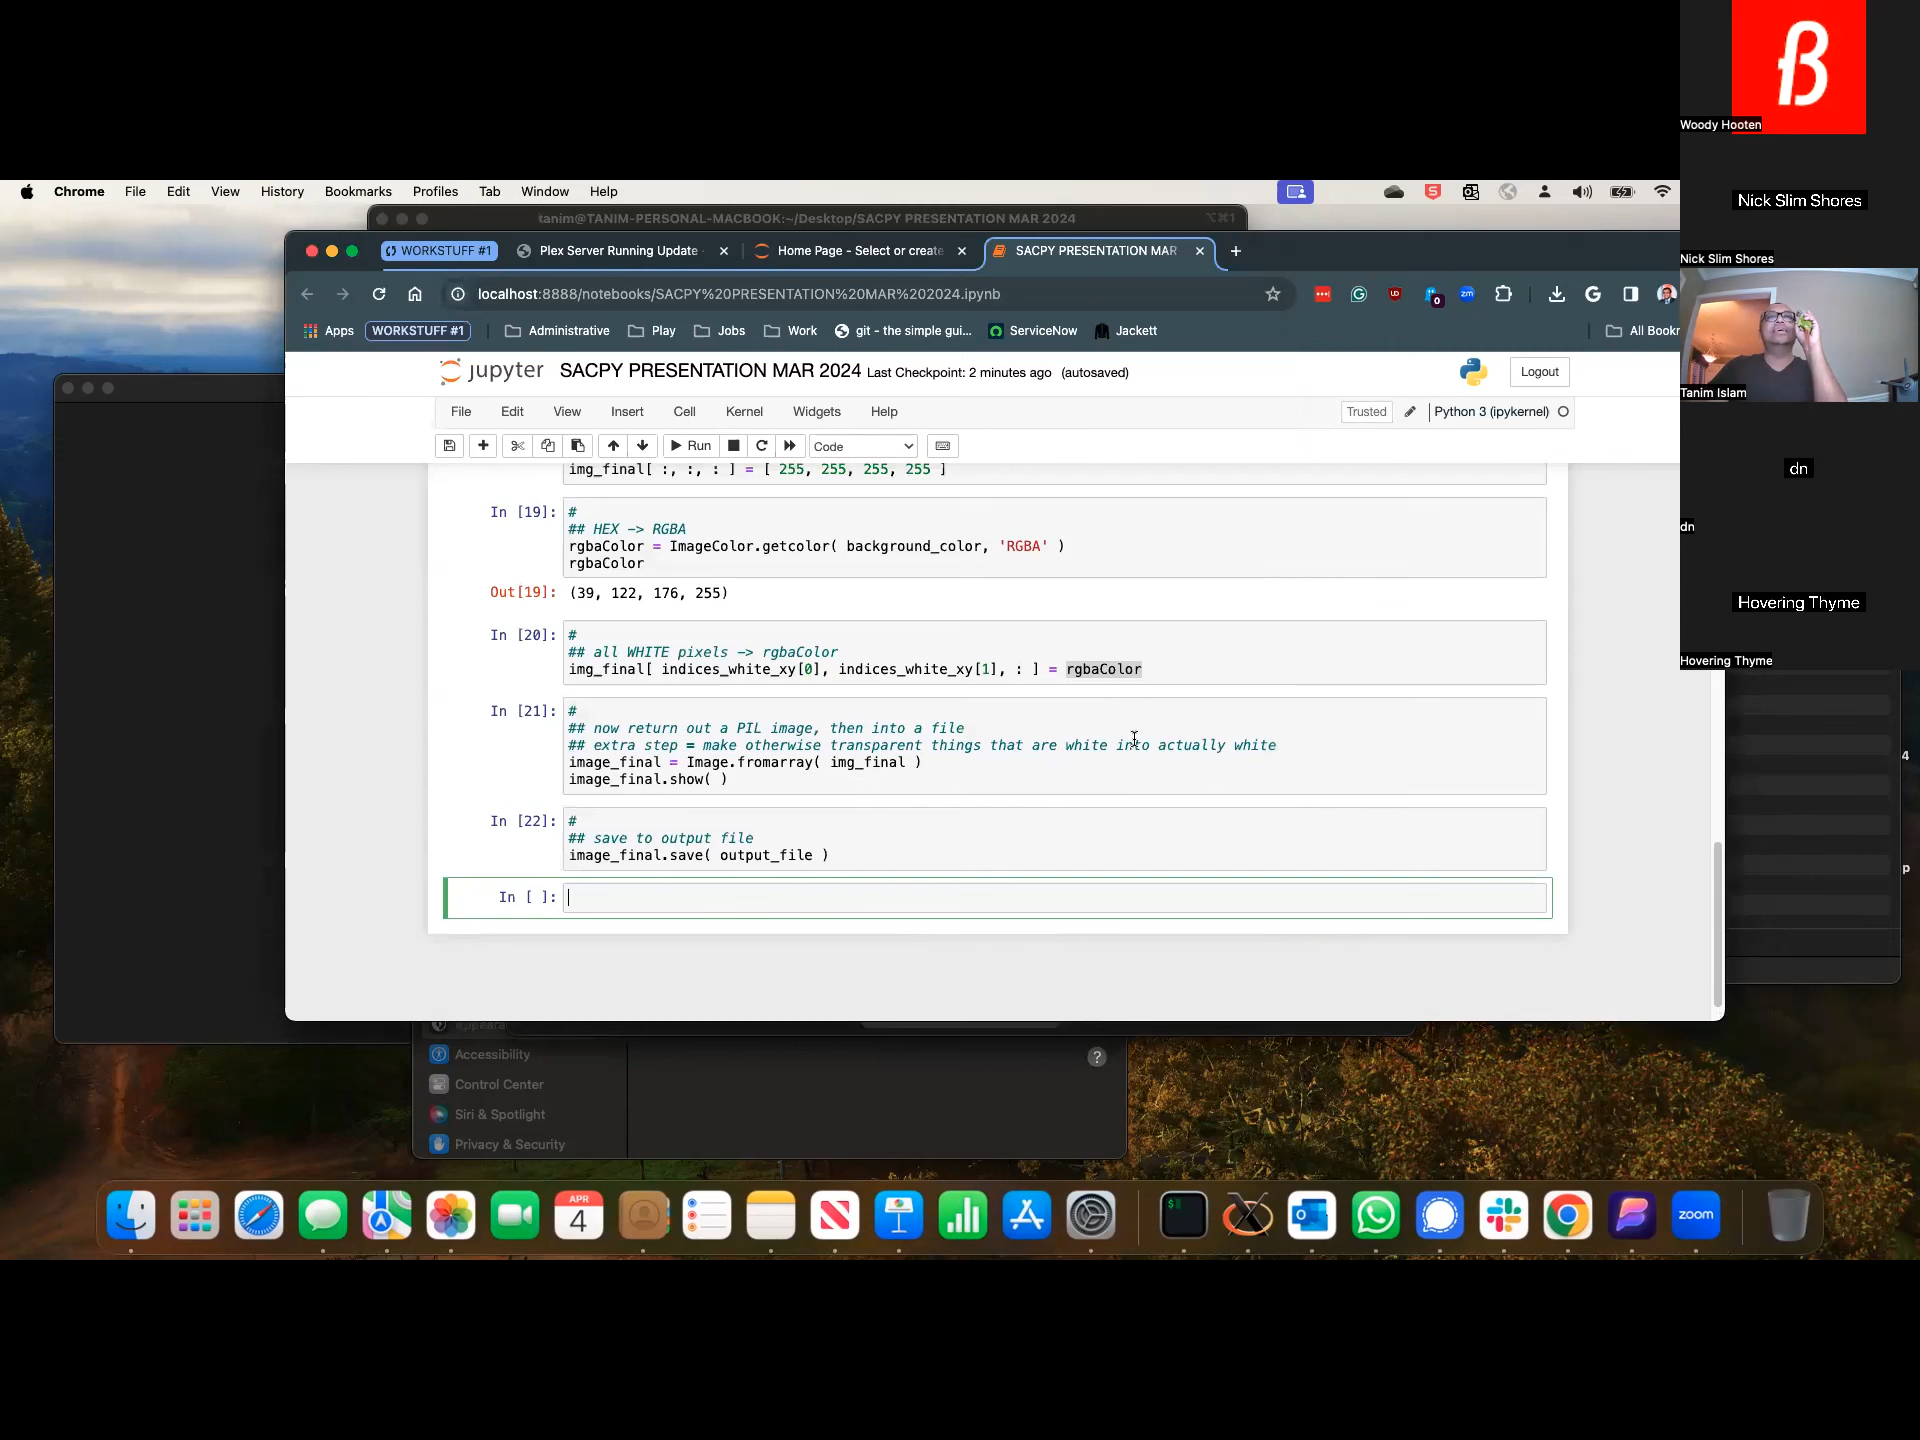 Woody Hooten
Nick Slim Shores
Nick Slim Shores
Tanim Islam
dn
dn
Hovering Thyme
Hovering Thyme
Chrome File Edit View History Bookmarks Profiles Tab Window Help
tanim@TANIM-PERSONAL-MACBOOK:~/Desktop/SACPY PRESENTATION MAR 2024 ⌥⌘1
WORKSTUFF #1 Plex Server Running Update Home Page - Select or create SACPY PRESENTATION MAR
localhost:8888/notebooks/SACPY%20PRESENTATION%20MAR%202024.ipynb
Apps WORKSTUFF #1 Administrative Play Jobs Work git - the simple gui... ServiceNow Jackett All Bookr
jupyter SACPY PRESENTATION MAR 2024 Last Checkpoint: 2 minutes ago (autosaved) Logout
File Edit View Insert Cell Kernel Widgets Help Trusted Python 3 (ipykernel)
Run Code
img_final[ :, :, : ] = [ 255, 255, 255, 255 ]
In [19]: #
## HEX -> RGBA
rgbaColor = ImageColor.getcolor( background_color, 'RGBA' )
rgbaColor
Out[19]: (39, 122, 176, 255)
In [20]: #
## all WHITE pixels -> rgbaColor
img_final[ indices_white_xy[0], indices_white_xy[1], : ] = rgbaColor
In [21]: #
## now return out a PIL image, then into a file
## extra step = make otherwise transparent things that are white into actually white
image_final = Image.fromarray( img_final )
image_final.show( )
In [22]: #
## save to output file
image_final.save( output_file )
In [ ]:
4
p
Accessibility
Control Center
Siri & Spotlight
Privacy & Security
?
APR
4
zoom